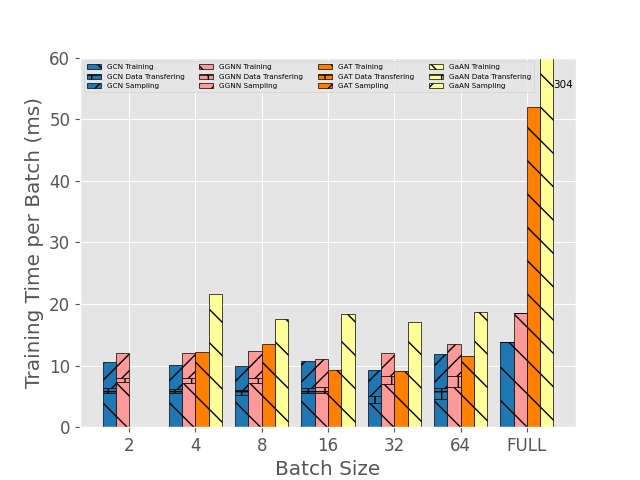 GCN Training GGNN Training GAT Training GaAN Training
GCN Data Transfering GGNN Data Transfering GAT Data Transfering GaAN Data Transfering
GCN Sampling GGNN Sampling GAT Sampling GaAN Sampling
304
60
50
40
30
20
10
0
Training Time per Batch (ms)
2 4 8 16 32 64 FULL
Batch Size